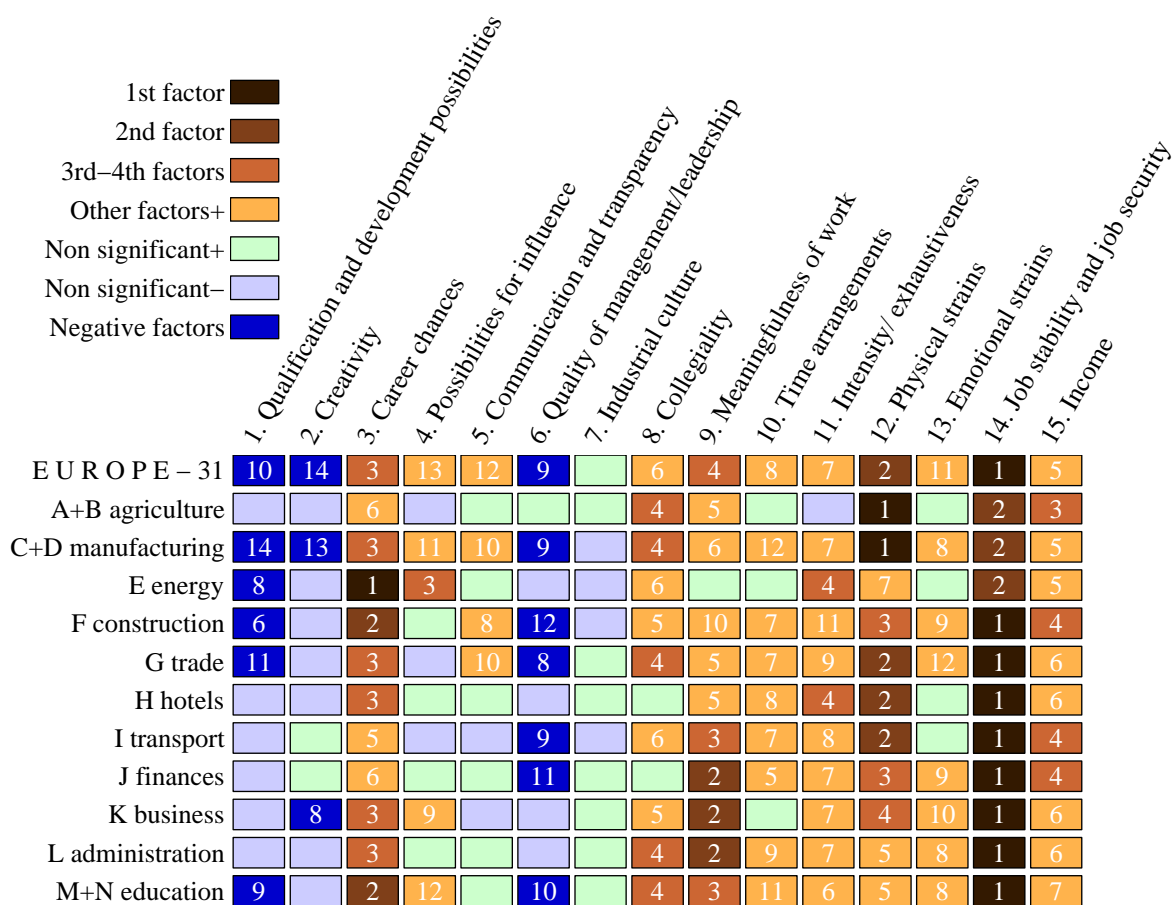 1st factor
2nd factor
3rd−4th factors
Other factors+
Non significant+
Non significant−
Negative factors
1. Qualification and development possibilities
2. Creativity
3. Career chances
4. Possibilities for influence
5. Communication and transparency
6. Quality of management/leadership
7. Industrial culture
8. Collegiality
9. Meaningfulness of work
10. Time arrangements
11. Intensity/ exhaustiveness
12. Physical strains
13. Emotional strains
14. Job stability and job security
15. Income
E U R O P E − 31 10 14 3 13 12 9 6 4 8 7 2 11 1 5
A+B agriculture 6 4 5 1 2 3
C+D manufacturing 14 13 3 11 10 9 4 6 12 7 1 8 2 5
E energy 8 1 3 6 4 7 2 5
F construction 6 2 8 12 5 10 7 11 3 9 1 4
G trade 11 3 10 8 4 5 7 9 2 12 1 6
H hotels 3 5 8 4 2 1 6
I transport 5 9 6 3 7 8 2 1 4
J finances 6 11 2 5 7 3 9 1 4
K business 8 3 9 5 2 7 4 10 1 6
L administration 3 4 2 9 7 5 8 1 6
M+N education 9 2 12 10 4 3 11 6 5 8 1 7